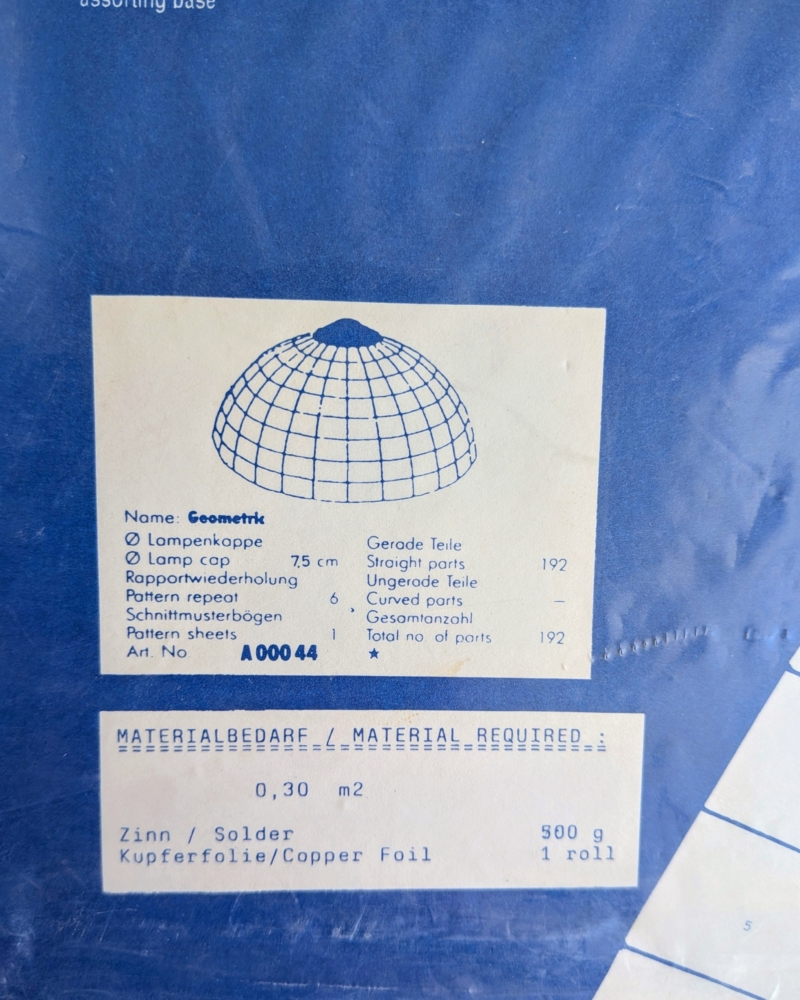 assorting base
Name: Geometric
Ø Lampenkappe
Ø Lamp cap 7,5 cm
Rapportwiederholung
Pattern repeat 6
Schnittmusterbögen
Pattern sheets 1
Art. No. A 000 44
Gerade Teile
Straight parts 192
Ungerade Teile
Curved parts –
Gesamtanzahl
Total no of parts 192
★
MATERIALBEDARF / MATERIAL REQUIRED :
0,30 m2
Zinn / Solder 500 g
Kupferfolie/Copper Foil 1 roll
5